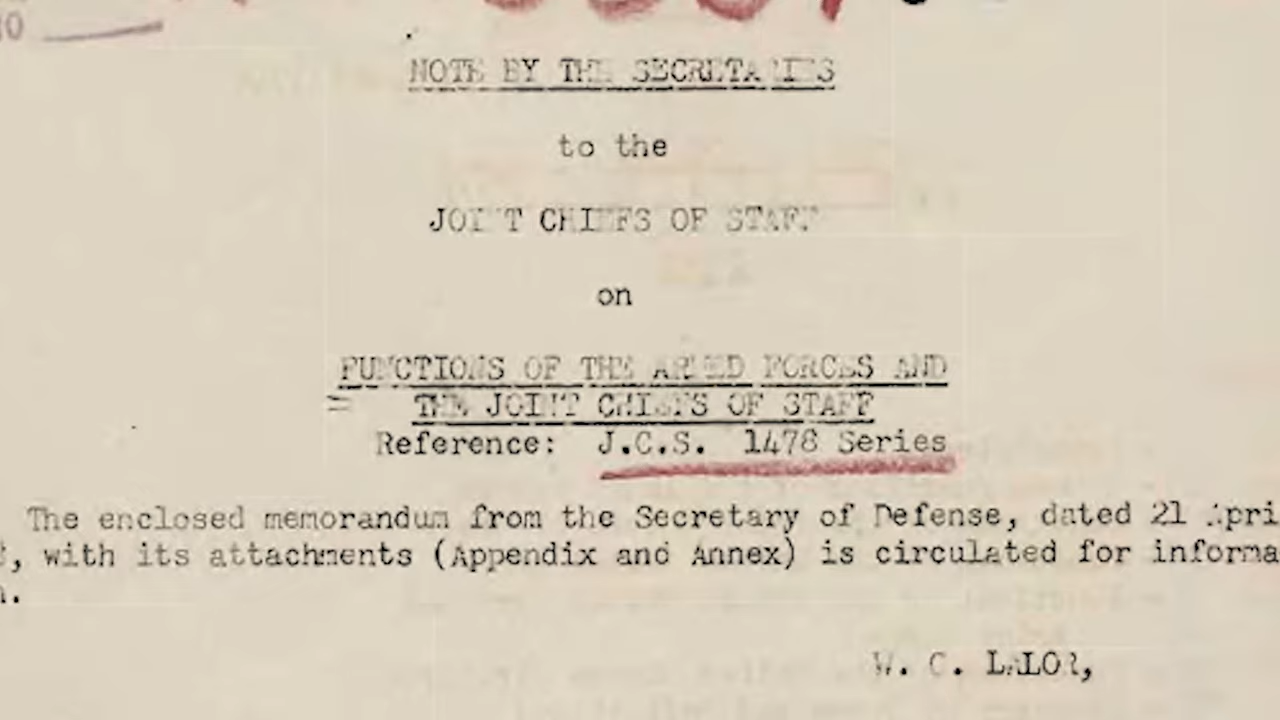 NOTE BY THE SECRETARIES
to the
JOINT CHIEFS OF STAFF
on
FUNCTIONS OF THE ARMED FORCES AND
THE JOINT CHIEFS OF STAFF
Reference: J.C.S. 1478 Series
The enclosed memorandum from the Secretary of Defense, dated 21 Apri
, with its attachments (Appendix and Annex) is circulated for informa
.
W. C. LALOR,